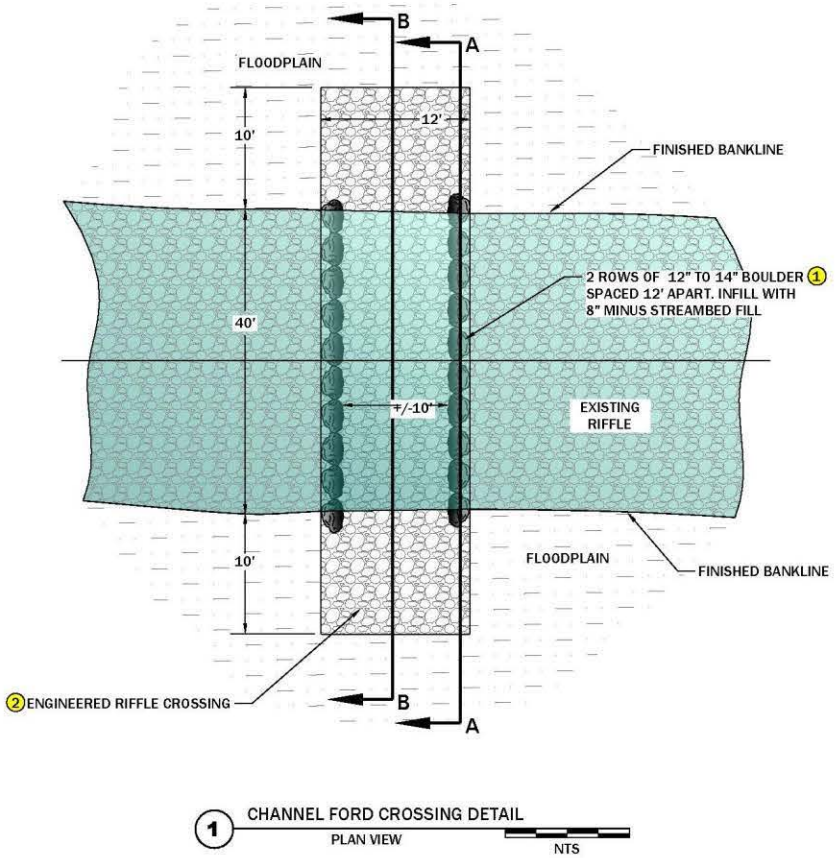 B
A
FLOODPLAIN
12'
10'
FINISHED BANKLINE
2 ROWS OF 12" TO 14" BOULDER 1
SPACED 12' APART. INFILL WITH
8" MINUS STREAMBED FILL
40'
+/-10'
EXISTING
RIFFLE
10'
FLOODPLAIN
FINISHED BANKLINE
2 ENGINEERED RIFFLE CROSSING
B
A
1 CHANNEL FORD CROSSING DETAIL
PLAN VIEW
NTS